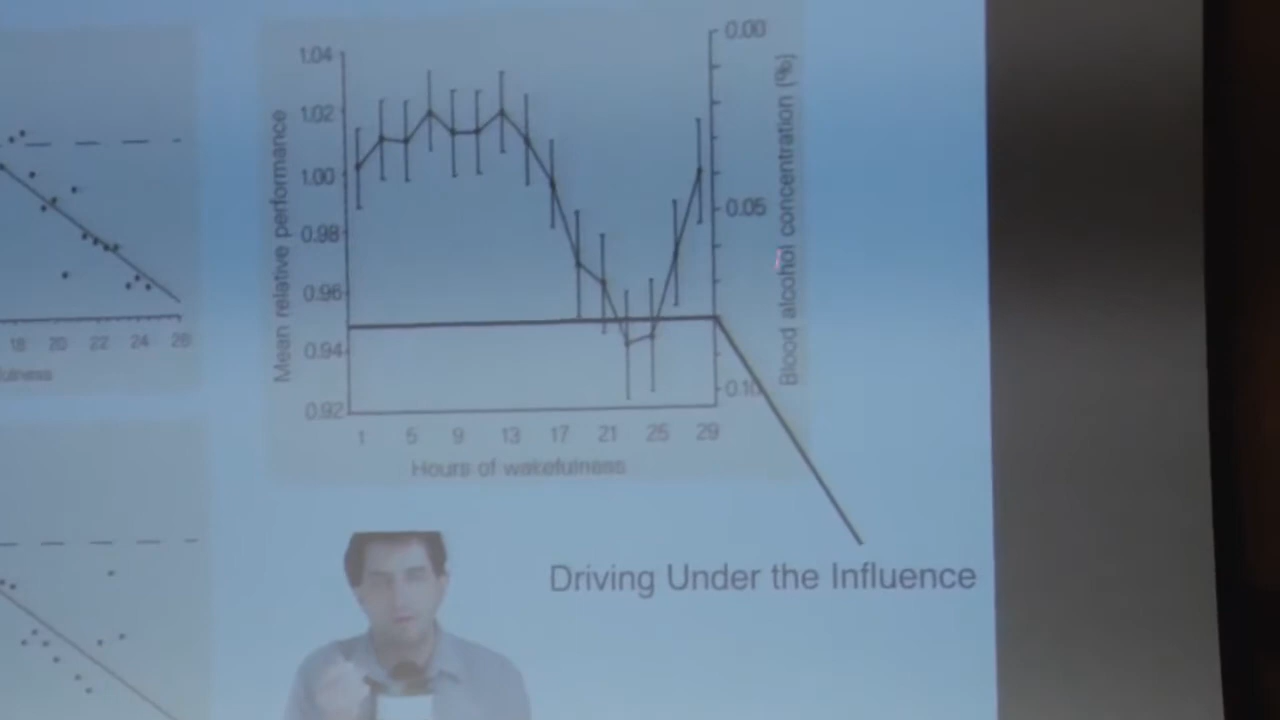 1.04
1.02
1.00
0.98
0.96
0.94
0.92
Mean relative performance
0.00
0.05
0.10
Blood alcohol concentration (%)
1 5 9 13 17 21 25 29
Hours of wakefulness
18 20 22 24 26
fulness
Driving Under the Influence